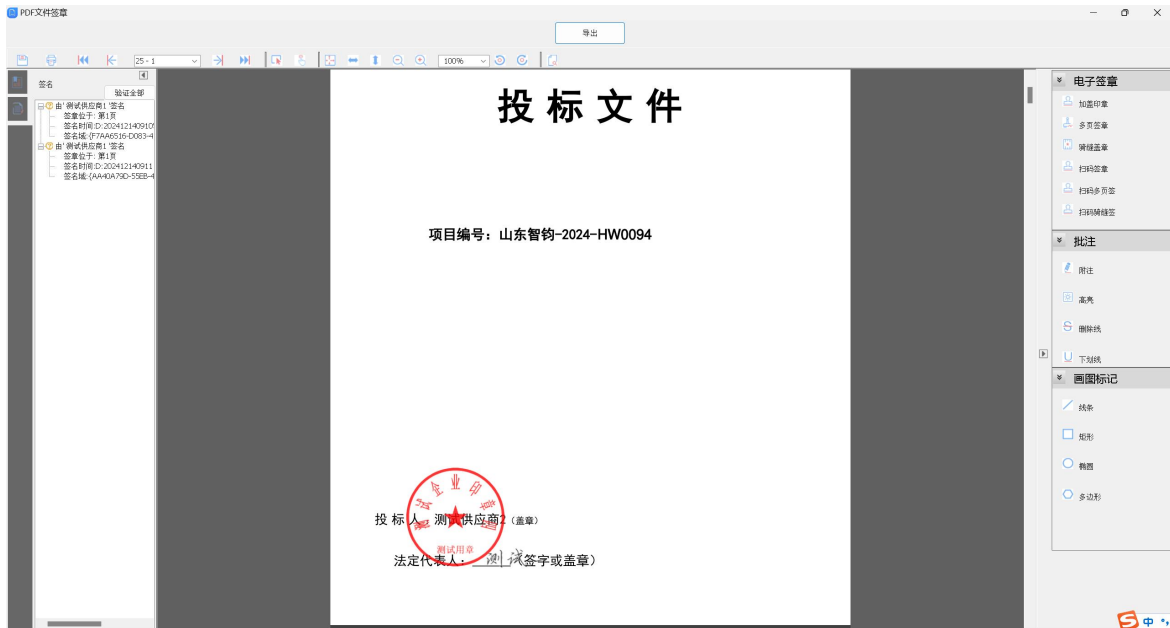 PDF文件签章
导出
25 - 1
100%
签名
验证全部
由' 测试供应商1 '签名
签章位于: 第1页
签名时间:D:20241214091
签名域:{F7AA6516-D083-4
由' 测试供应商1 '签名
签章位于: 第1页
签名时间:D:202412140911
签名域:{AA40A79D-55EB-4
投标文件
项目编号：山东智钧-2024-HW0094
投标人 测试供应商2（盖章）
测试企业印章
测试用章
法定代表人： 测试（签字或盖章）
电子签章
加盖印章
多页签章
骑缝盖章
扫码签章
扫码多页签
扫码骑缝签
批注
附注
高亮
删除线
下划线
画图标记
线条
矩形
椭圆
多边形
中